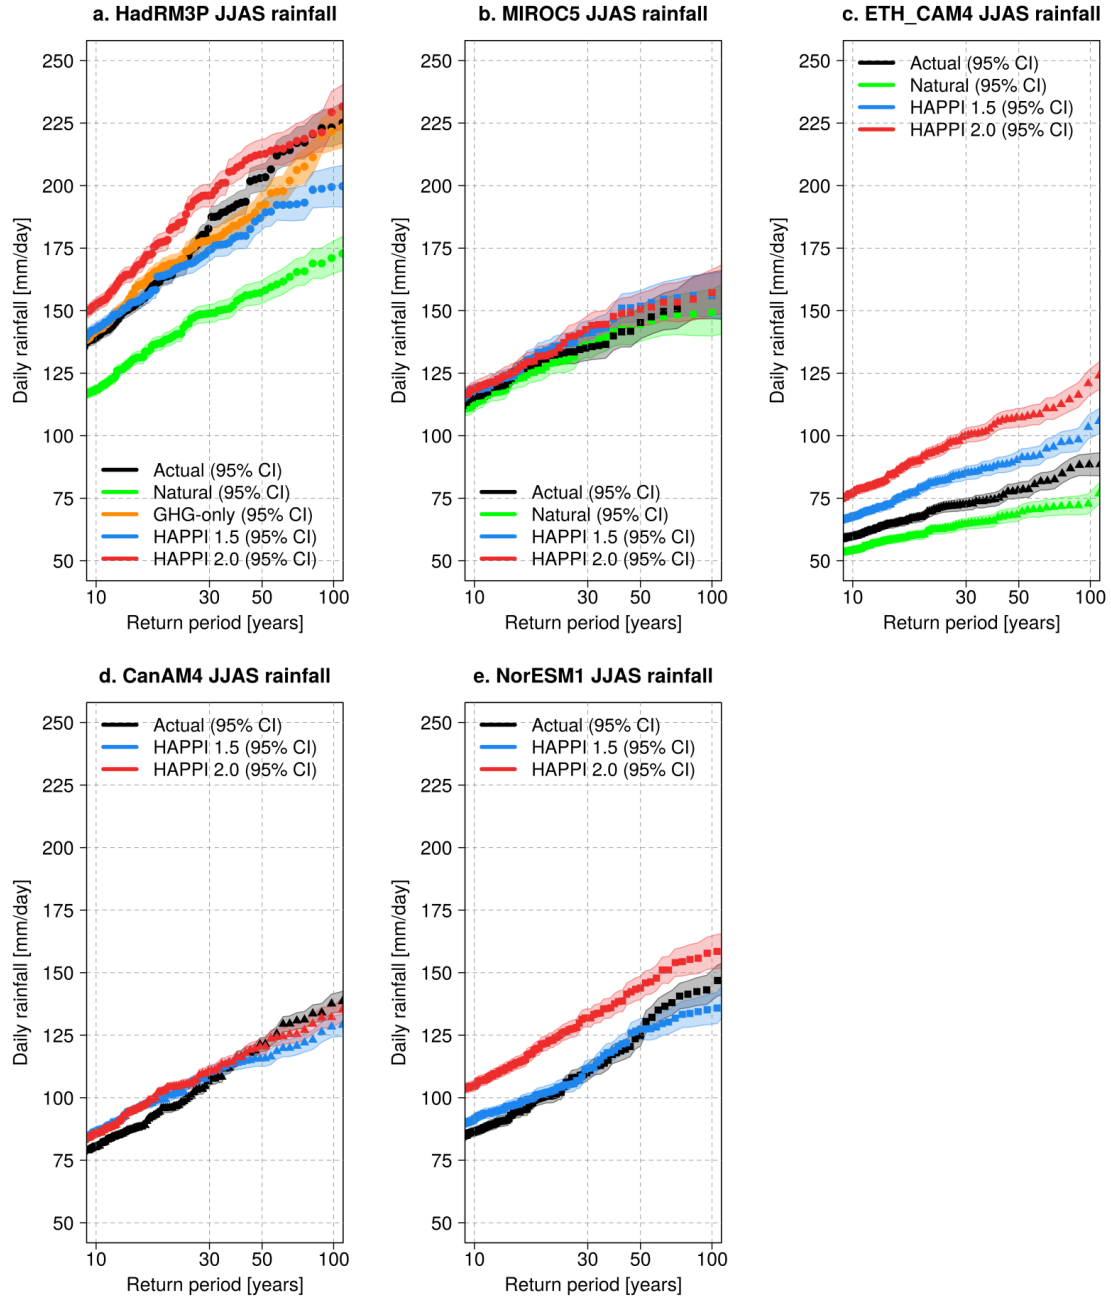 a. HadRM3P JJAS rainfall
250
225
200
175
150
125
100
75
50
Daily rainfall [mm/day]
Actual (95% CI)
Natural (95% CI)
GHG-only (95% CI)
HAPPI 1.5 (95% CI)
HAPPI 2.0 (95% CI)
10 30 50 100
Return period [years]
b. MIROC5 JJAS rainfall
250
225
200
175
150
125
100
75
50
Daily rainfall [mm/day]
Actual (95% CI)
Natural (95% CI)
HAPPI 1.5 (95% CI)
HAPPI 2.0 (95% CI)
10 30 50 100
Return period [years]
c. ETH_CAM4 JJAS rainfall
250
225
200
175
150
125
100
75
50
Daily rainfall [mm/day]
Actual (95% CI)
Natural (95% CI)
HAPPI 1.5 (95% CI)
HAPPI 2.0 (95% CI)
10 30 50 100
Return period [years]
d. CanAM4 JJAS rainfall
250
225
200
175
150
125
100
75
50
Daily rainfall [mm/day]
Actual (95% CI)
HAPPI 1.5 (95% CI)
HAPPI 2.0 (95% CI)
10 30 50 100
Return period [years]
e. NorESM1 JJAS rainfall
250
225
200
175
150
125
100
75
50
Daily rainfall [mm/day]
Actual (95% CI)
HAPPI 1.5 (95% CI)
HAPPI 2.0 (95% CI)
10 30 50 100
Return period [years]